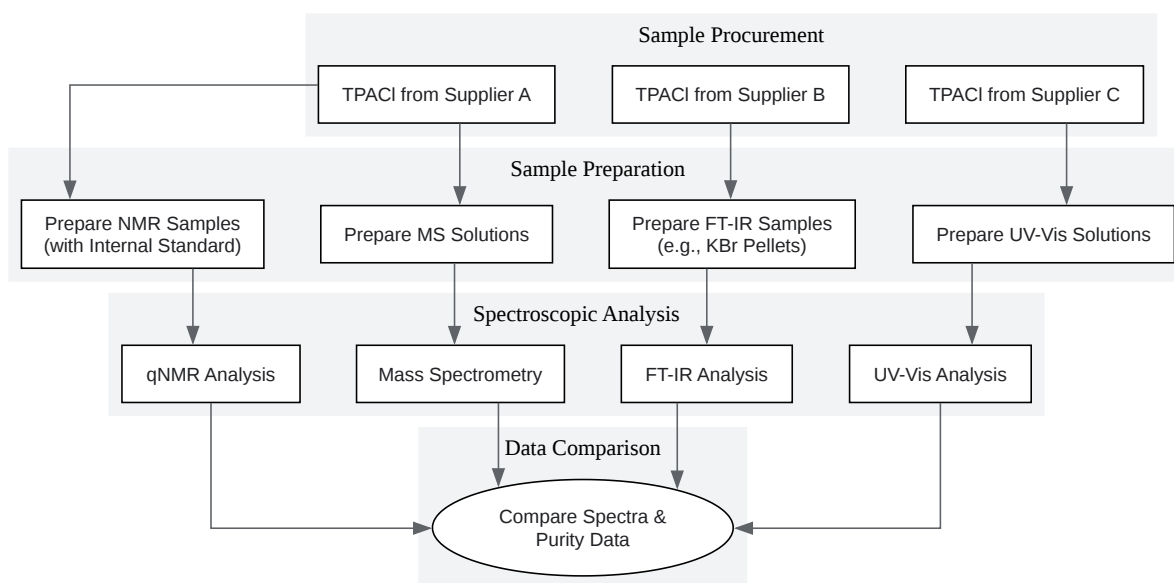 Sample Procurement
TPACl from Supplier A
TPACl from Supplier B
TPACl from Supplier C
Sample Preparation
Prepare NMR Samples
(with Internal Standard)
Prepare MS Solutions
Prepare FT-IR Samples
(e.g., KBr Pellets)
Prepare UV-Vis Solutions
Spectroscopic Analysis
qNMR Analysis
Mass Spectrometry
FT-IR Analysis
UV-Vis Analysis
Data Comparison
Compare Spectra &
Purity Data